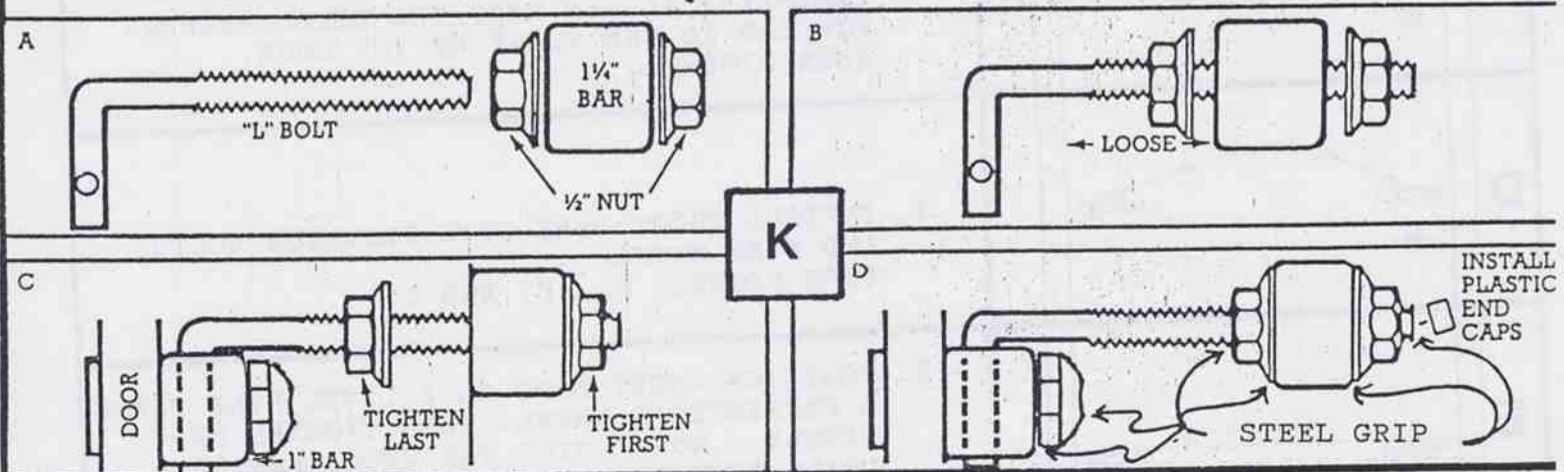 A
1¼"
BAR
"L" BOLT
½" NUT
B
LOOSE
K
C
DOOR
TIGHTEN
LAST
TIGHTEN
FIRST
1" BAR
D
INSTALL
PLASTIC
END
CAPS
STEEL GRIP